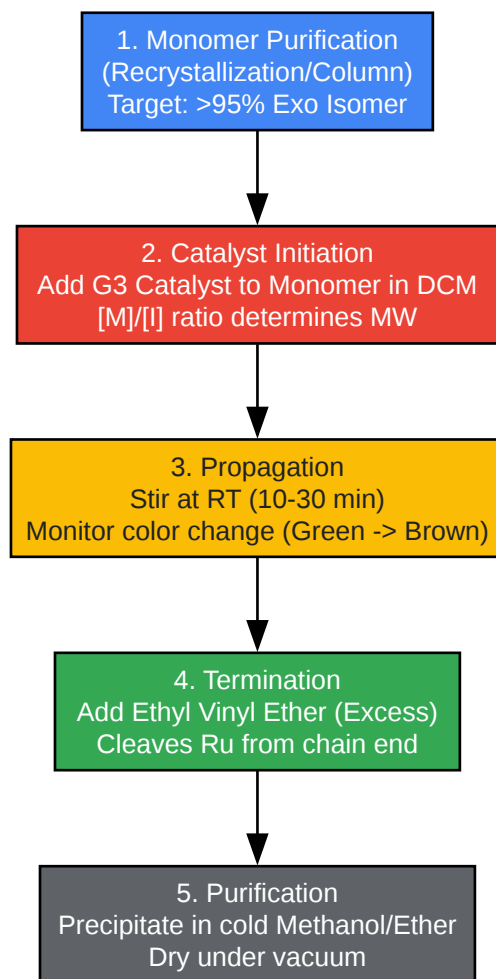 1. Monomer Purification
(Recrystallization/Column)
Target: >95% Exo Isomer
2. Catalyst Initiation
Add G3 Catalyst to Monomer in DCM
[M]/[I] ratio determines MW
3. Propagation
Stir at RT (10-30 min)
Monitor color change (Green -> Brown)
4. Termination
Add Ethyl Vinyl Ether (Excess)
Cleaves Ru from chain end
5. Purification
Precipitate in cold Methanol/Ether
Dry under vacuum